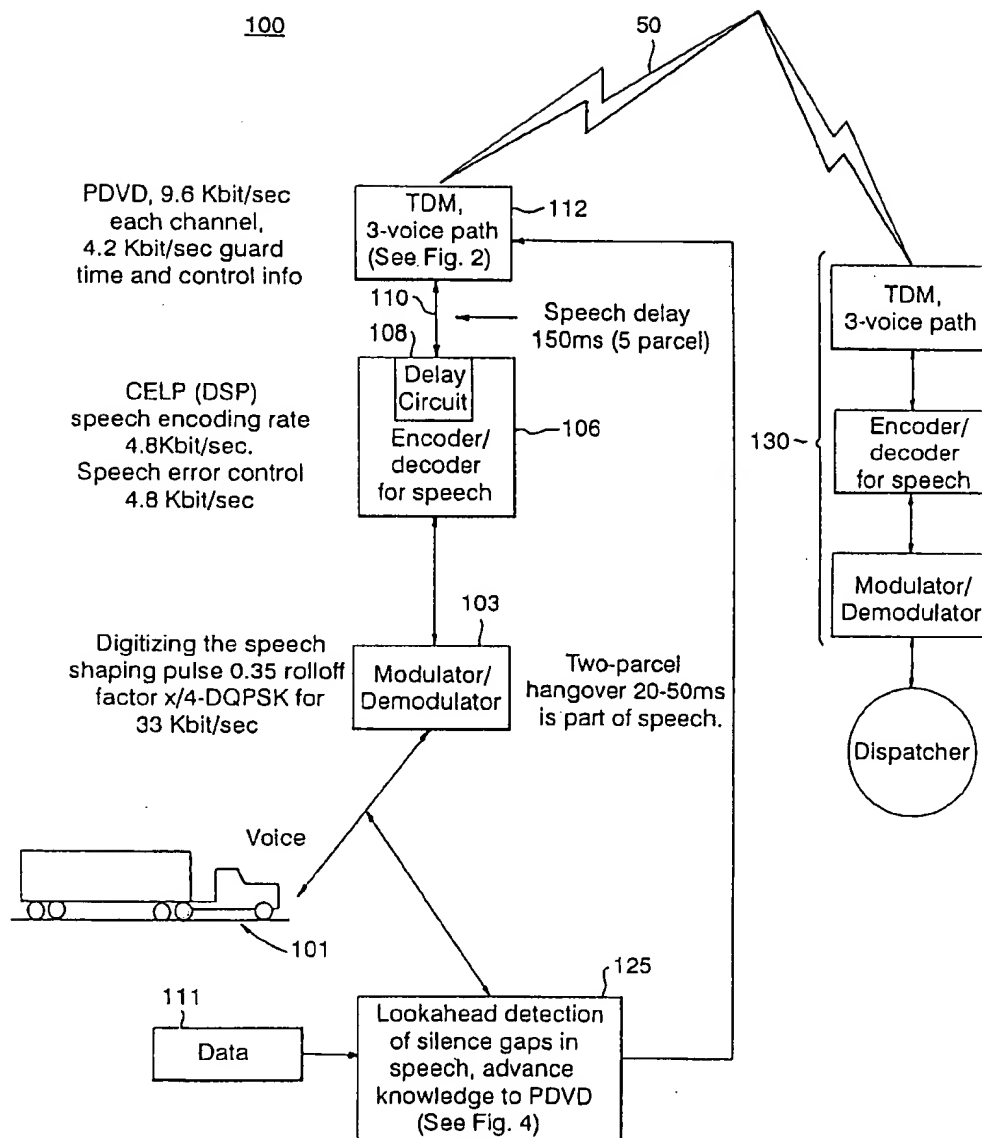 100
50
PDVD, 9.6 Kbit/sec
each channel,
4.2 Kbit/sec guard
time and control info
TDM,
3-voice path
(See Fig. 2)
112
110
Speech delay
150ms (5 parcel)
108
Delay
Circuit
Encoder/
decoder
for speech
106
CELP (DSP)
speech encoding rate
4.8Kbit/sec.
Speech error control
4.8 Kbit/sec
TDM,
3-voice path
130
Encoder/
decoder
for speech
Modulator/
Demodulator
Dispatcher
103
Digitizing the speech
shaping pulse 0.35 rolloff
factor x/4-DQPSK for
33 Kbit/sec
Modulator/
Demodulator
Two-parcel
hangover 20-50ms
is part of speech.
Voice
101
111
Data
125
Lookahead detection
of silence gaps in
speech, advance
knowledge to PDVD
(See Fig. 4)